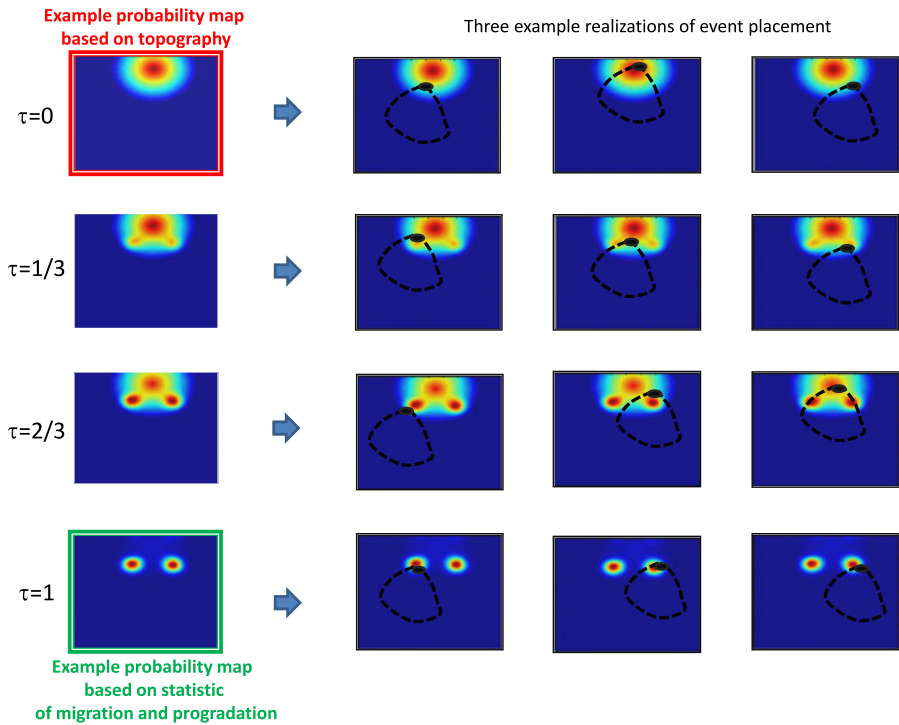 Example probability map
based on topography
Three example realizations of event placement
τ=0
τ=1/3
τ=2/3
τ=1
Example probability map
based on statistic
of migration and progradation